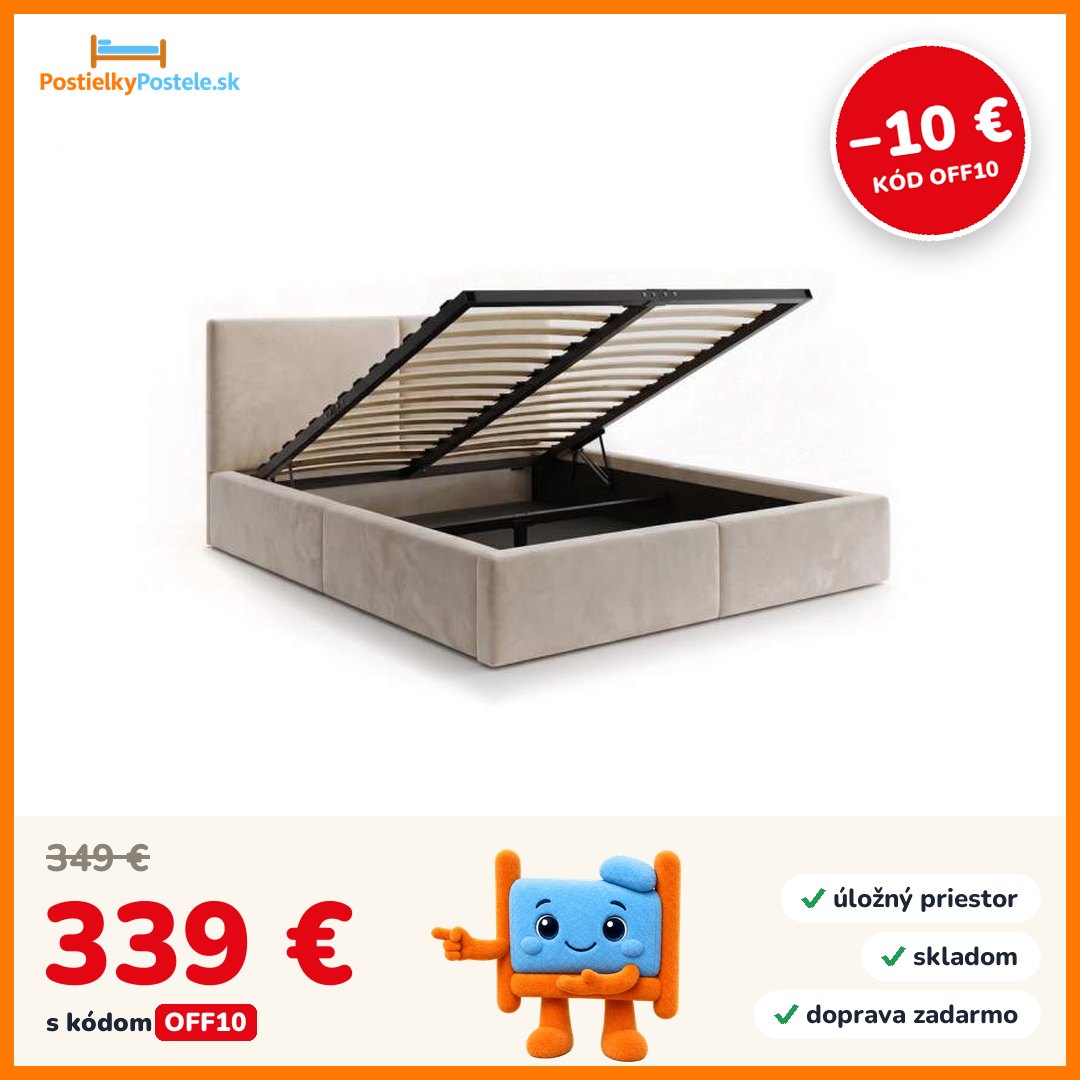 PostielkyPostele.sk
–10 €
KÓD OFF10
349 €
339 €
s kódom OFF10
úložný priestor
skladom
doprava zadarmo